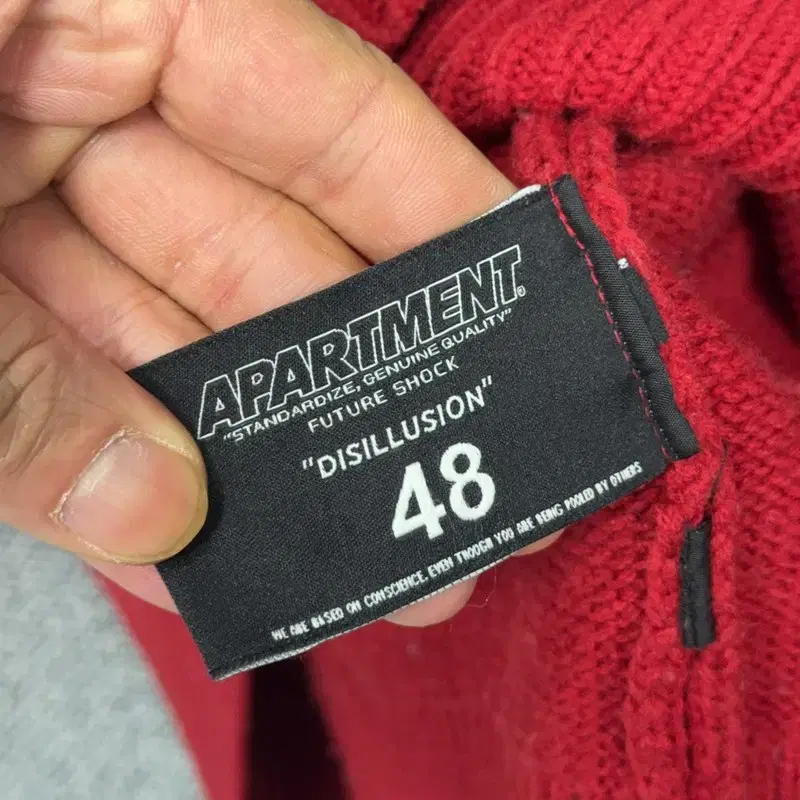 APARTMENT®
"STANDARDIZE, GENUINE QUALITY"
FUTURE SHOCK
"DISILLUSION"
48
WE ARE BASED ON CONSCIENCE, EVEN THOUGH YOU ARE BEING POOLED BY OTHERS